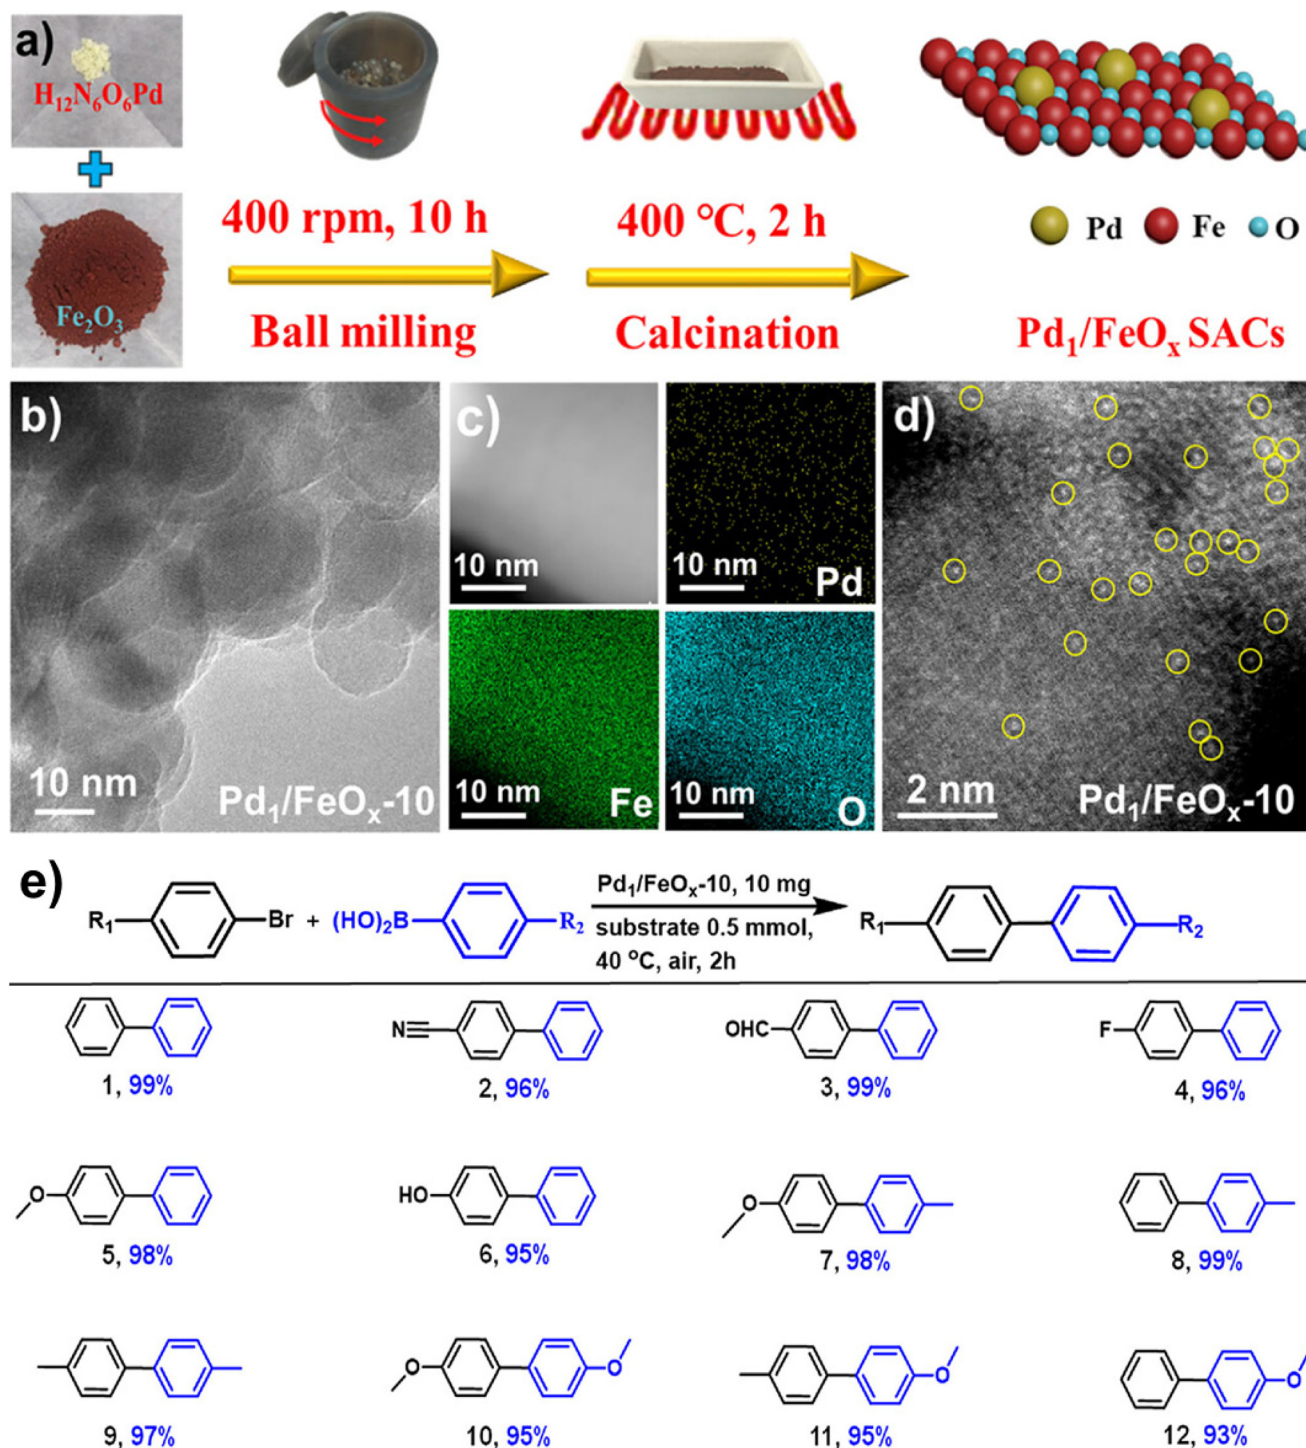 a)
H₁₂N₆O₆Pd
Fe₂O₃
400 rpm, 10 h
Ball milling
400 °C, 2 h
Calcination
Pd Fe O
Pd₁/FeOₓ SACs
b)
10 nm
Pd₁/FeOₓ-10
c)
10 nm
10 nm
Pd
10 nm
Fe
10 nm
O
d)
2 nm
Pd₁/FeOₓ-10
e)
R₁ Br + (HO)₂B R₂
Pd₁/FeOₓ-10, 10 mg
substrate 0.5 mmol,
40 °C, air, 2h
R₁ R₂
1, 99%
N
2, 96%
OHC
3, 99%
F
4, 96%
O
5, 98%
HO
6, 95%
O
7, 98%
8, 99%
9, 97%
O O
10, 95%
O
11, 95%
O
12, 93%